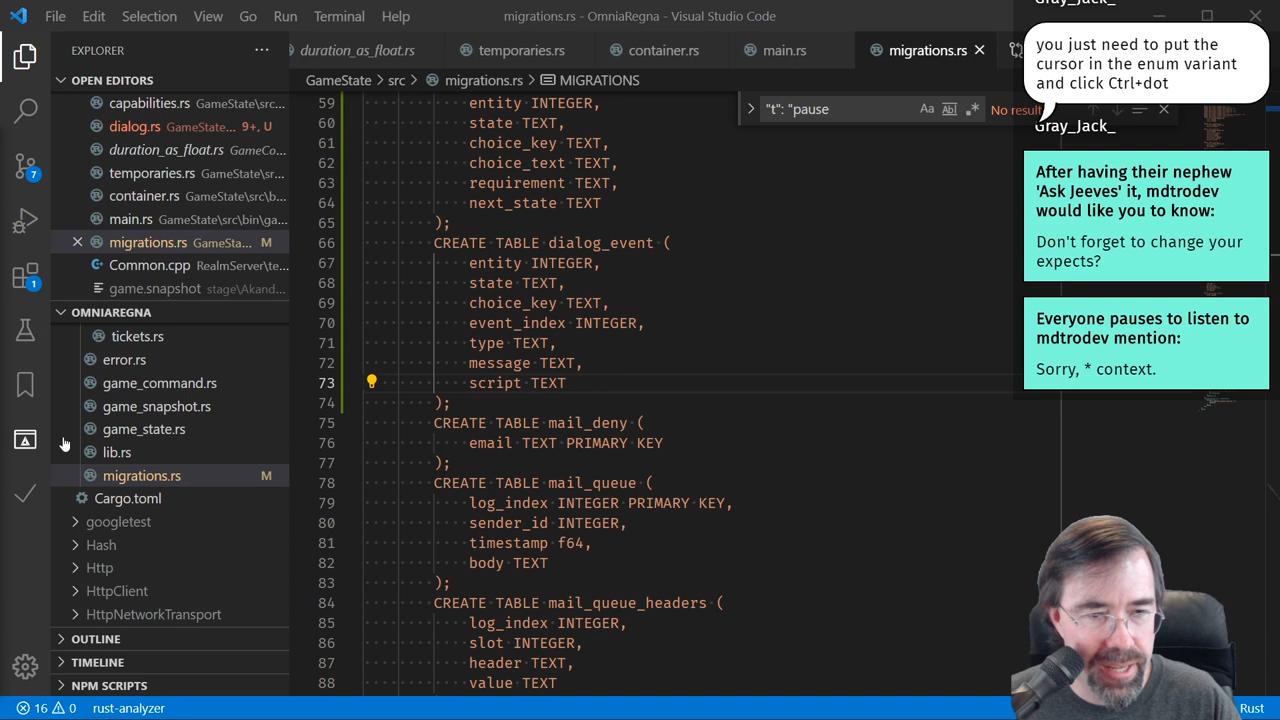 File Edit Selection View Go Run Terminal Help
migrations.rs - OmniaRegna - Visual Studio Code
Gray_Jack_
you just need to put the
cursor in the enum variant
and click Ctrl+dot
Gray_Jack_
After having their nephew
'Ask Jeeves' it, mdtrodev
would like you to know:
Don't forget to change your
expects?
Everyone pauses to listen to
mdtrodev mention:
Sorry, * context.
EXPLORER
OPEN EDITORS
capabilities.rs GameState\src...
dialog.rs GameState... 9+, U
duration_as_float.rs GameCo...
temporaries.rs GameState\sr...
container.rs GameState\src\b...
main.rs GameState\src\bin\ga...
migrations.rs GameSta... M
Common.cpp RealmServer\te...
game.snapshot stage\Akand...
OMNIAREGNA
tickets.rs
error.rs
game_command.rs
game_snapshot.rs
game_state.rs
lib.rs
migrations.rs M
Cargo.toml
googletest
Hash
Http
HttpClient
HttpNetworkTransport
OUTLINE
TIMELINE
NPM SCRIPTS
7
1
duration_as_float.rs temporaries.rs container.rs main.rs migrations.rs
GameState > src > migrations.rs > MIGRATIONS
"t": "pause
Aa ab .*
No result
59 entity INTEGER,
60 state TEXT,
61 choice_key TEXT,
62 choice_text TEXT,
63 requirement TEXT,
64 next_state TEXT
65 );
66 CREATE TABLE dialog_event (
67 entity INTEGER,
68 state TEXT,
69 choice_key TEXT,
70 event_index INTEGER,
71 type TEXT,
72 message TEXT,
73 script TEXT
74 );
75 CREATE TABLE mail_deny (
76 email TEXT PRIMARY KEY
77 );
78 CREATE TABLE mail_queue (
79 log_index INTEGER PRIMARY KEY,
80 sender_id INTEGER,
81 timestamp f64,
82 body TEXT
83 );
84 CREATE TABLE mail_queue_headers (
85 log_index INTEGER,
86 slot INTEGER,
87 header TEXT,
88 value TEXT
16 0 rust-analyzer
Rust